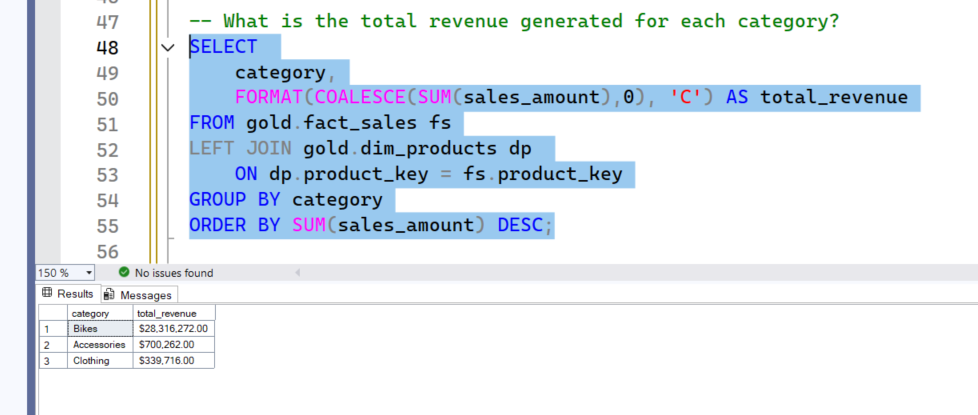 47 -- What is the total revenue generated for each category?
48 SELECT
49 category,
50 FORMAT(COALESCE(SUM(sales_amount),0), 'C') AS total_revenue
51 FROM gold.fact_sales fs
52 LEFT JOIN gold.dim_products dp
53 ON dp.product_key = fs.product_key
54 GROUP BY category
55 ORDER BY SUM(sales_amount) DESC;
56
150 % No issues found
Results Messages
category total_revenue
1 Bikes $28,316,272.00
2 Accessories $700,262.00
3 Clothing $339,716.00